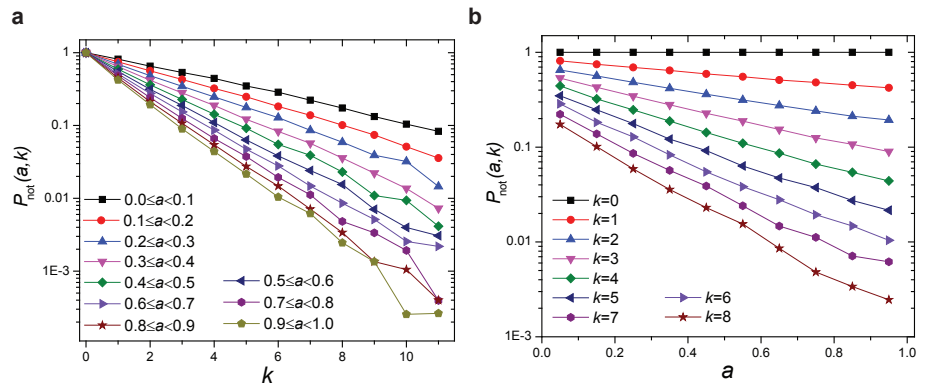 a
P_not(a,k)
1
0.1
0.01
1E-3
0.0≤a<0.1
0.1≤a<0.2
0.2≤a<0.3
0.3≤a<0.4
0.4≤a<0.5
0.6≤a<0.7
0.8≤a<0.9
0.5≤a<0.6
0.7≤a<0.8
0.9≤a<1.0
0 2 4 6 8 10
k
b
P_not(a,k)
1
0.1
0.01
1E-3
k=0
k=1
k=2
k=3
k=4
k=5
k=7
k=6
k=8
0.0 0.2 0.4 0.6 0.8 1.0
a